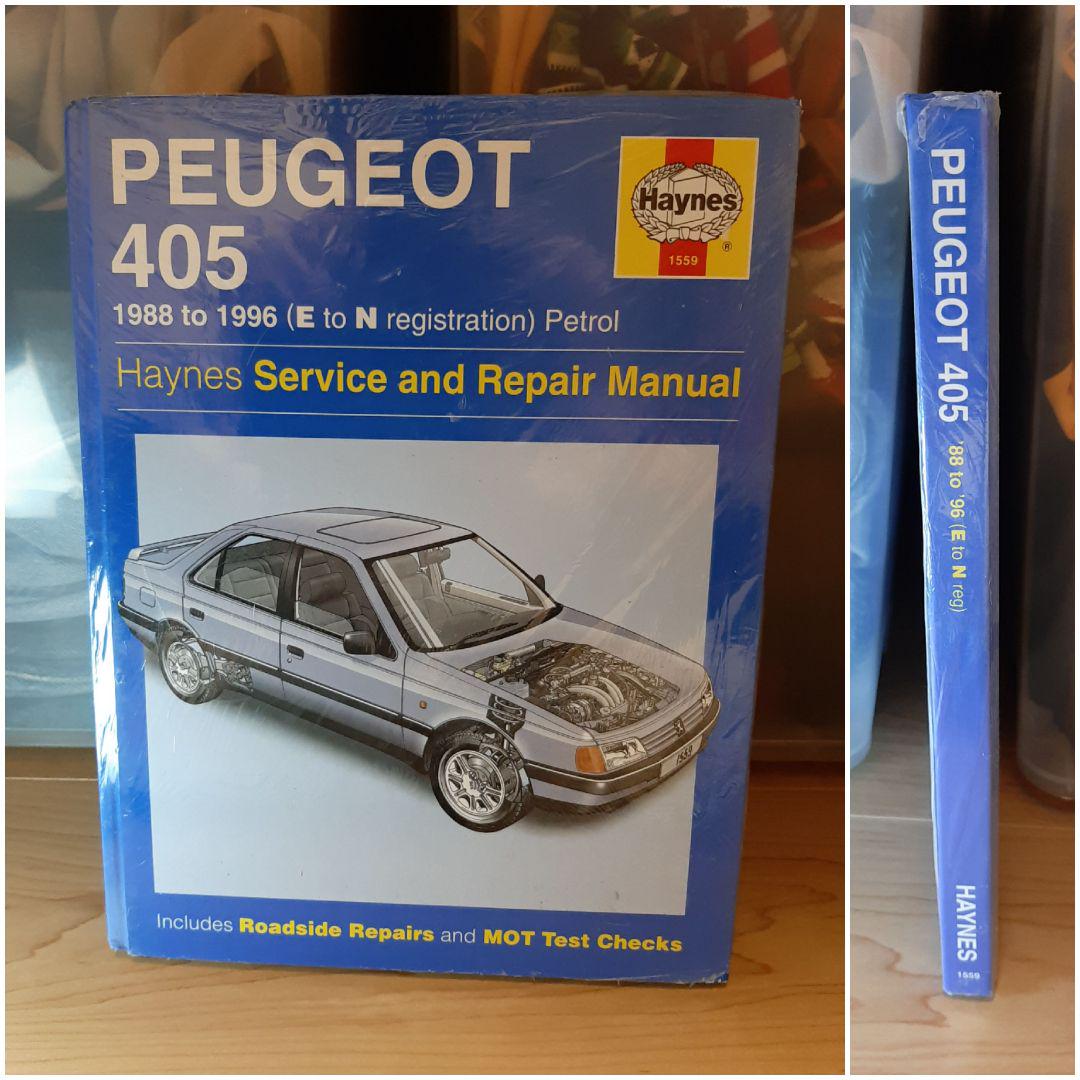 PEUGEOT
405
1988 to 1996 (E to N registration) Petrol
Haynes Service and Repair Manual
Haynes
®
1559
1559
Includes Roadside Repairs and MOT Test Checks
PEUGEOT 405 '88 to '96 (E to N reg)
HAYNES
1559